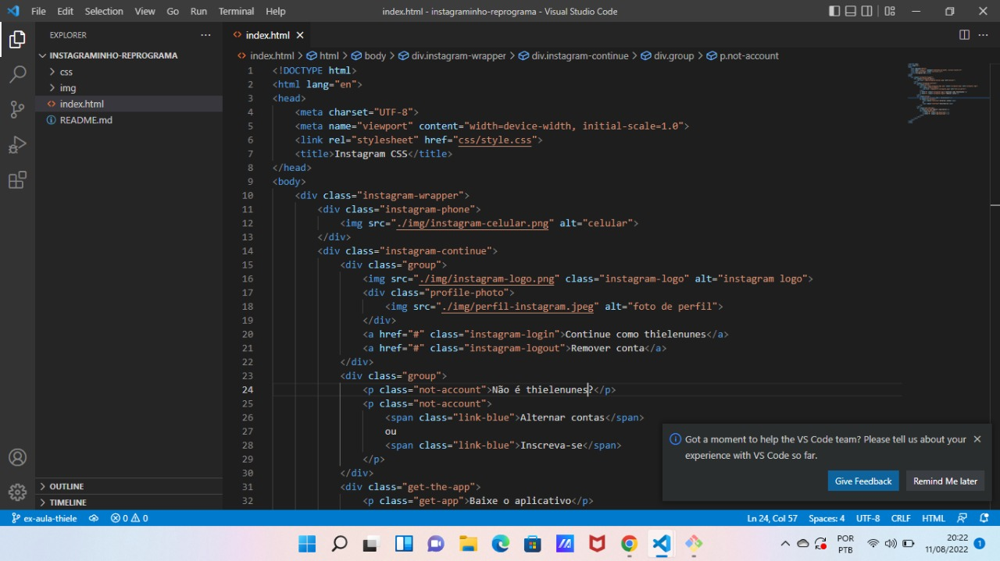 File Edit Selection View Go Run Terminal Help index.html - instagraminho-reprograma - Visual Studio Code
EXPLORER
INSTAGRAMINHO-REPROGRAMA
css
img
index.html
README.md
OUTLINE
TIMELINE
index.html
index.html > html > body > div.instagram-wrapper > div.instagram-continue > div.group > p.not-account
1 <!DOCTYPE html>
2 <html lang="en">
3 <head>
4 <meta charset="UTF-8">
5 <meta name="viewport" content="width=device-width, initial-scale=1.0">
6 <link rel="stylesheet" href="css/style.css">
7 <title>Instagram CSS</title>
8 </head>
9 <body>
10 <div class="instagram-wrapper">
11 <div class="instagram-phone">
12 <img src="./img/instagram-celular.png" alt="celular">
13 </div>
14 <div class="instagram-continue">
15 <div class="group">
16 <img src="./img/instagram-logo.png" class="instagram-logo" alt="instagram logo">
17 <div class="profile-photo">
18 <img src="./img/perfil-instagram.jpeg" alt="foto de perfil">
19 </div>
20 <a href="#" class="instagram-login">Continue como thielenunes</a>
21 <a href="#" class="instagram-logout">Remover conta</a>
22 </div>
23 <div class="group">
24 <p class="not-account">Não é thielenunes?</p>
25 <p class="not-account">
26 <span class="link-blue">Alternar contas</span>
27 ou
28 <span class="link-blue">Inscreva-se</span>
29 </p>
30 </div>
31 <div class="get-the-app">
32 <p class="get-app">Baixe o aplicativo</p>
Got a moment to help the VS Code team? Please tell us about your
experience with VS Code so far.
Give Feedback Remind Me later
ex-aula-thiele 0 0 Ln 24, Col 57 Spaces: 4 UTF-8 CRLF HTML
POR
PTB
20:22
11/08/2022
1